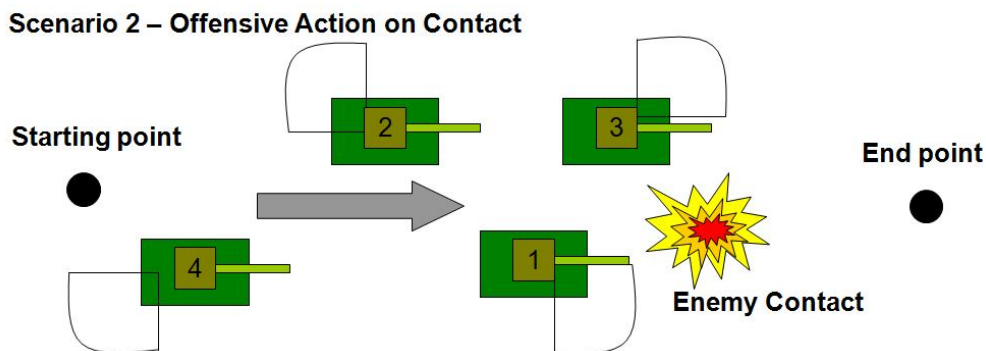 Scenario 2 – Offensive Action on Contact
2
3
Starting point
End point
4
1
Enemy Contact